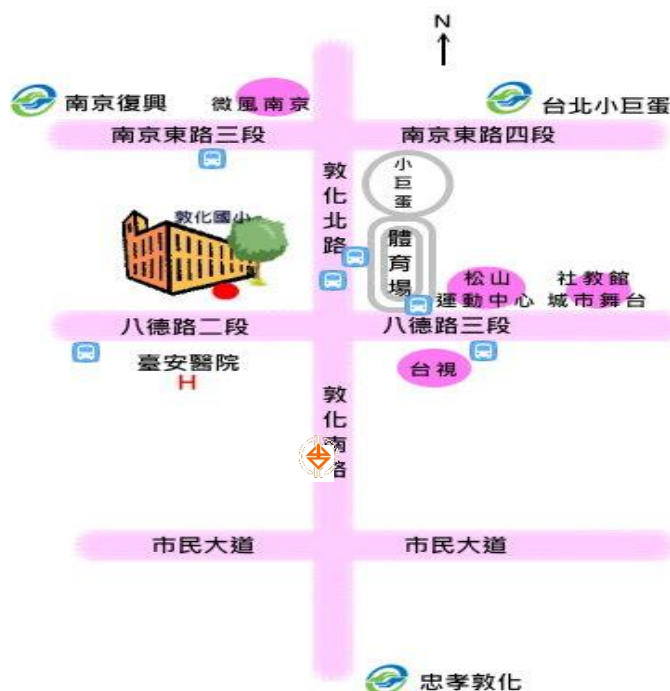 N
南京復興
微風南京
台北小巨蛋
南京東路三段
南京東路四段
敦化北路
小巨蛋
敦化國小
體育場
松山
運動中心
社教館
城市舞台
八德路二段
八德路三段
臺安醫院
H
台視
敦化南路
市民大道
市民大道
忠孝敦化